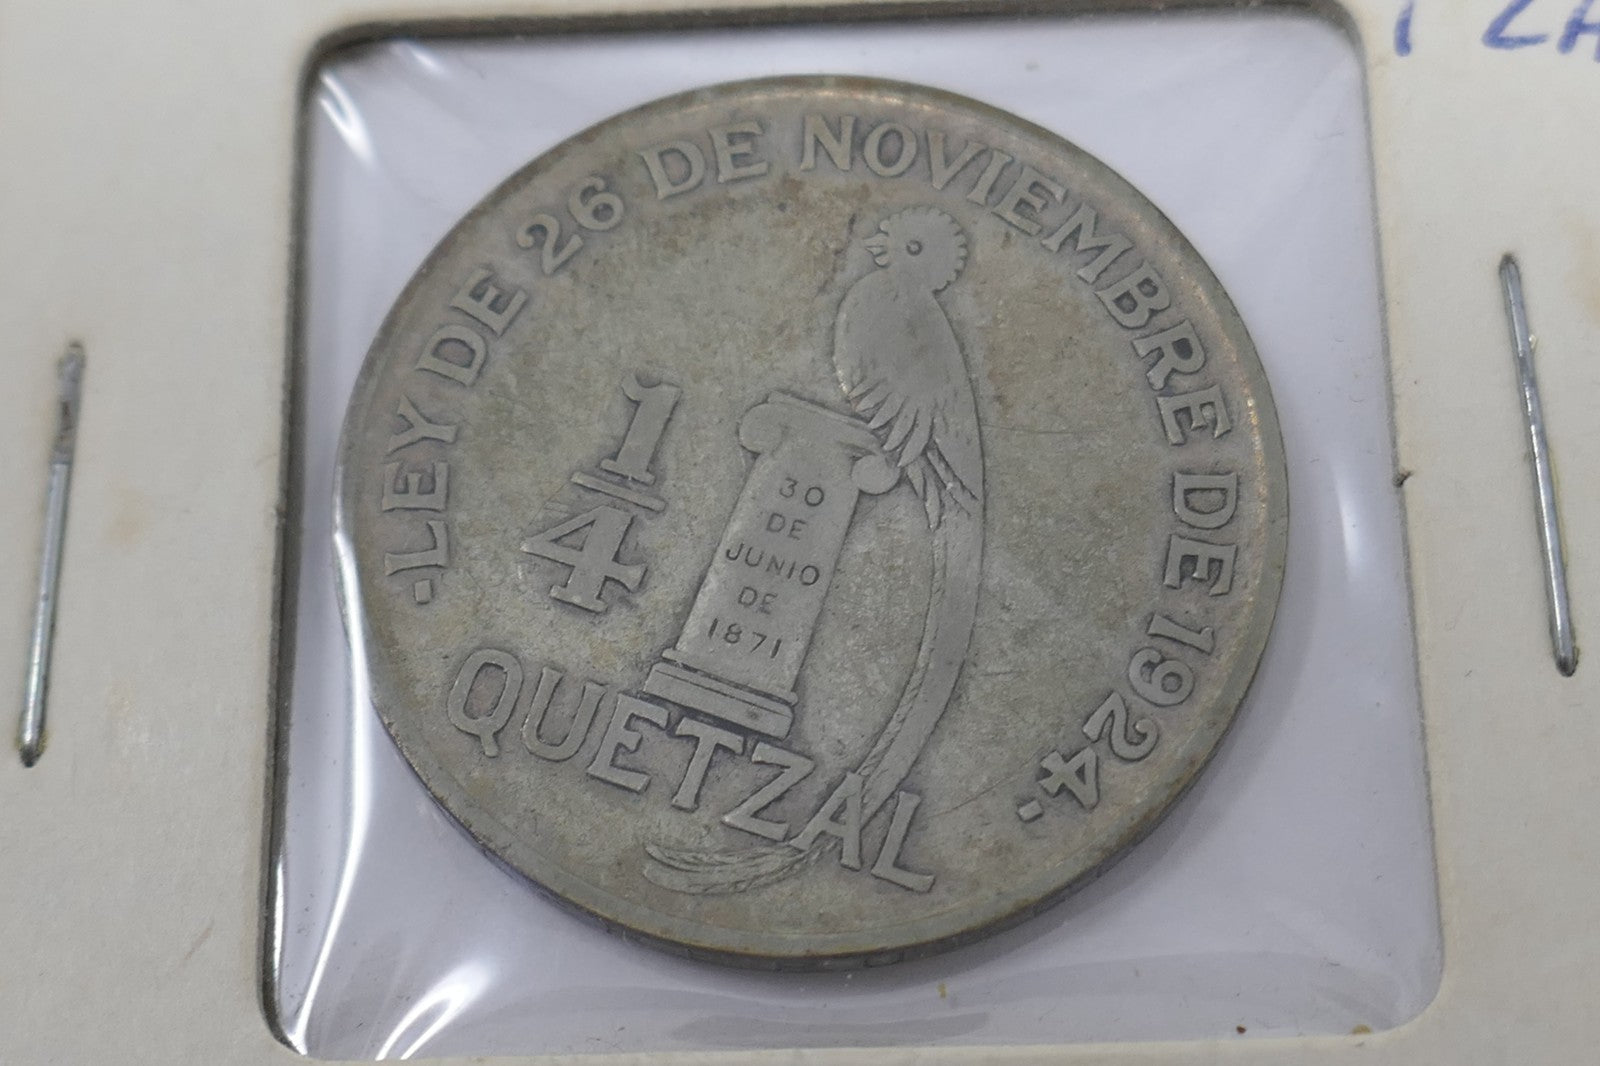 ·LEY DE 26 DE NOVIEMBRE DE 1924·
1/4
30
DE
JUNIO
DE
1871
QUETZAL